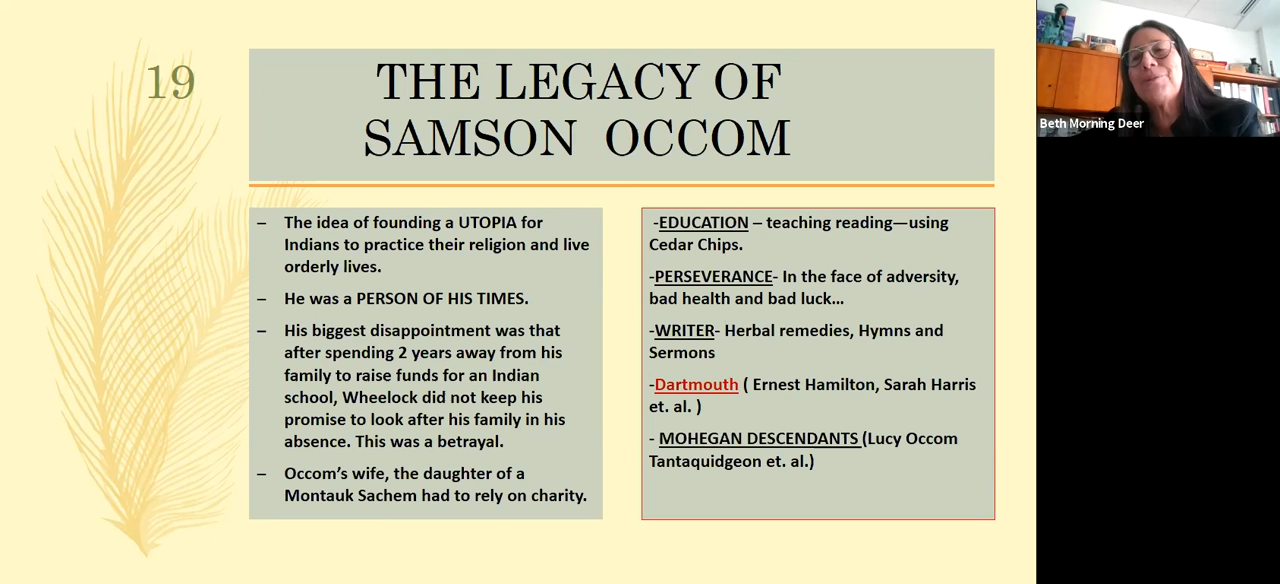 19
THE LEGACY OF
SAMSON OCCOM
– The idea of founding a UTOPIA for
Indians to practice their religion and live
orderly lives.
– He was a PERSON OF HIS TIMES.
– His biggest disappointment was that
after spending 2 years away from his
family to raise funds for an Indian
school, Wheelock did not keep his
promise to look after his family in his
absence. This was a betrayal.
– Occom’s wife, the daughter of a
Montauk Sachem had to rely on charity.
-EDUCATION – teaching reading—using
Cedar Chips.
-PERSEVERANCE- In the face of adversity,
bad health and bad luck…
-WRITER- Herbal remedies, Hymns and
Sermons
-Dartmouth ( Ernest Hamilton, Sarah Harris
et. al. )
- MOHEGAN DESCENDANTS (Lucy Occom
Tantaquidgeon et. al.)
Beth Morning Deer